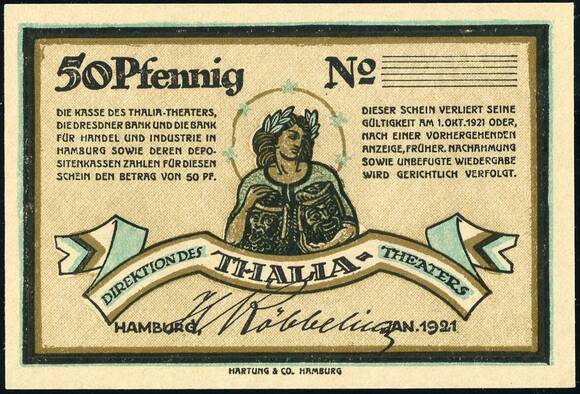 50 Pfennig
No
DIE KASSE DES THALIA-THEATERS,
DIE DRESDNER BANK UND DIE BANK
FÜR HANDEL UND INDUSTRIE IN
HAMBURG SOWIE DEREN DEPO-
SITENKASSEN ZAHLEN FÜR DIESEN
SCHEIN DEN BETRAG VON 50 PF.
DIESER SCHEIN VERLIERT SEINE
GÜLTIGKEIT AM 1.OKT.1921 ODER,
NACH EINER VORHERGEHENDEN
ANZEIGE, FRÜHER. NACHAHMUNG
SOWIE UNBEFUGTE WIEDERGABE
WIRD GERICHTLICH VERFOLGT.
DIREKTION DES THALIA-THEATERS
HAMBURG, H Röbbeling JAN. 1921
HARTUNG & CO. HAMBURG